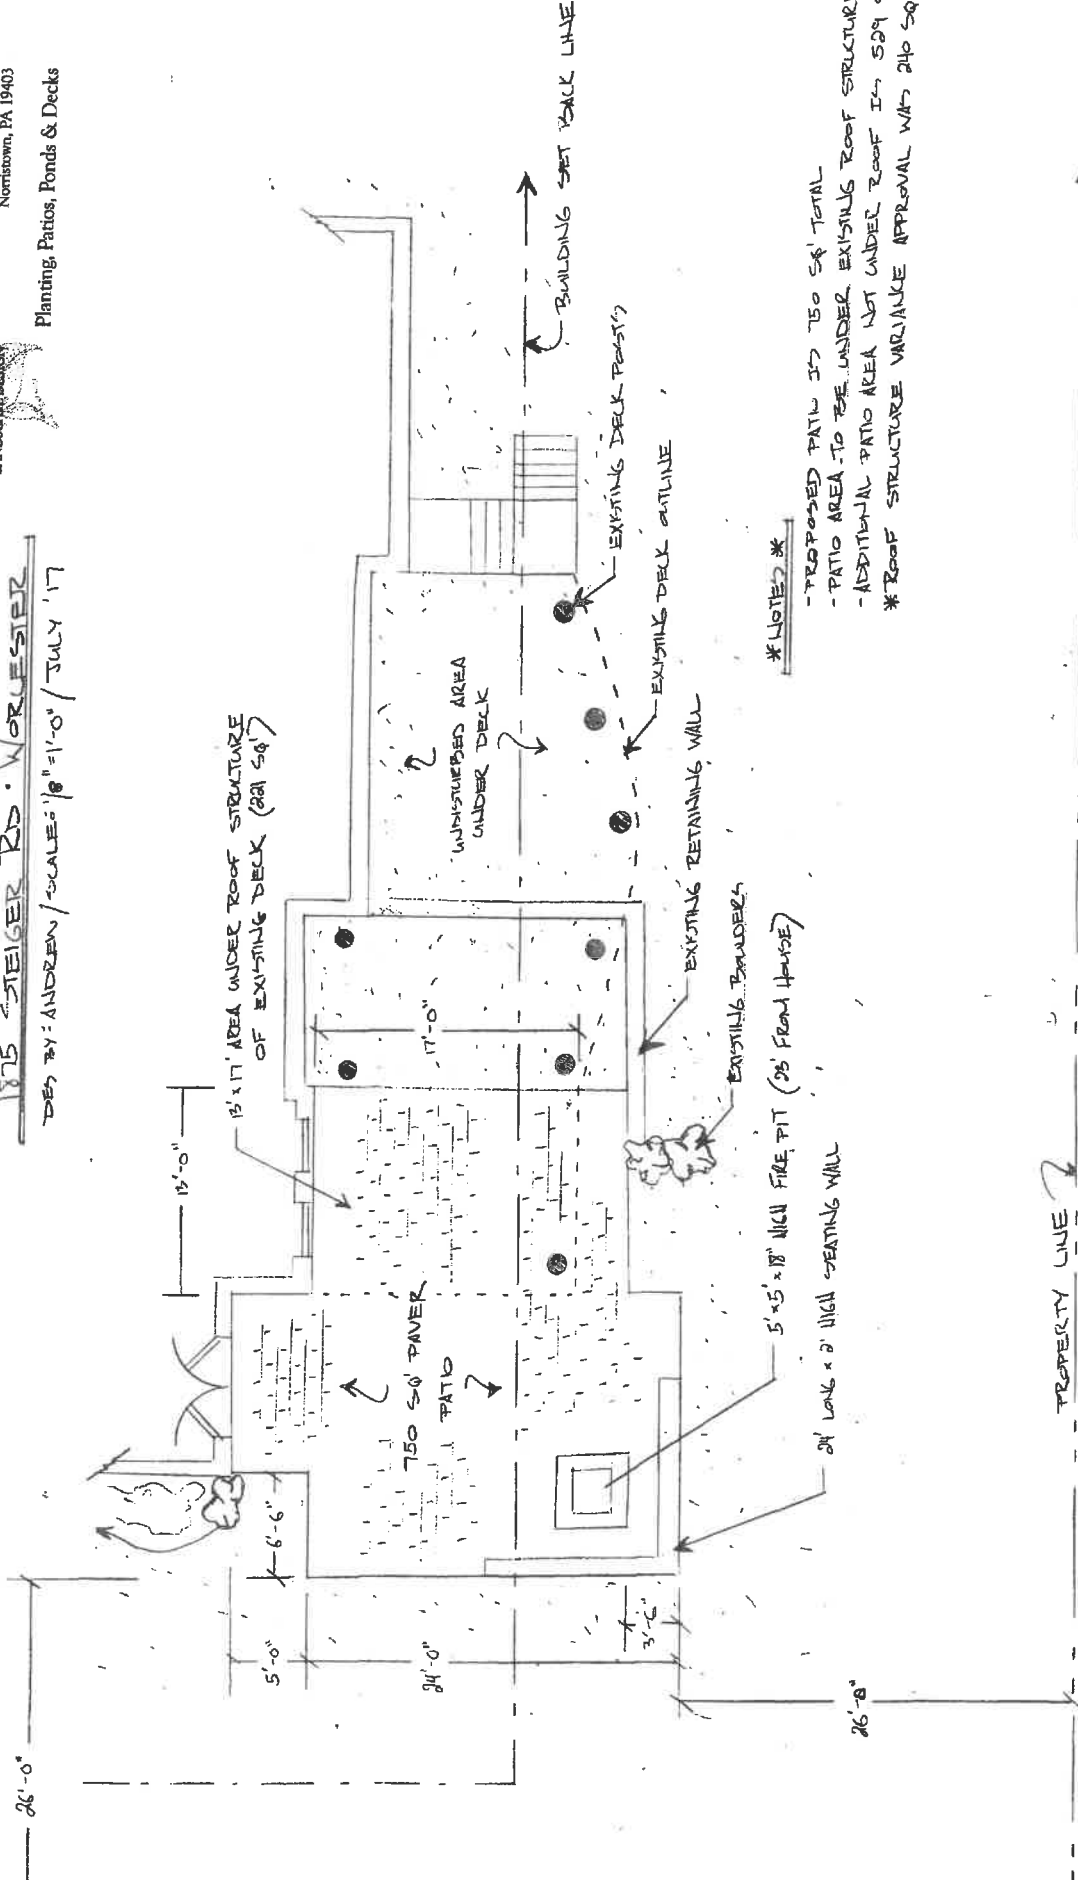 1875 STEIGER RD. WORCESTER
DES BY: ANDREW / SCALE: 1/8"=1'-0" / JULY '17
Norristown, PA 19403
Planting, Patios, Ponds & Decks
26'-0"
13'-0"
13'x17' AREA UNDER ROOF STRUCTURE
OF EXISTING DECK (221 SQ')
UNDISTURBED AREA
UNDER DECK
17'-0"
750 SQ' PAVER
PATIO
6'-6"
5'-0"
24'-0"
3'-6"
26'-8"
BUILDING SET BACK LINE
EXISTING DECK POSTS
EXISTING DECK OUTLINE
EXISTING RETAINING WALL
EXISTING BOULDERS
5'x5'x18" HIGH FIRE PIT (23' FROM HOUSE)
24' LONG x 2' HIGH SEATING WALL
PROPERTY LINE
*NOTES*
-PROPOSED PATIO IS 750 SQ' TOTAL
-PATIO AREA TO BE UNDER EXISTING ROOF STRUCTURE
-ADDITIONAL PATIO AREA NOT UNDER ROOF IS 529
*ROOF STRUCTURE VARIANCE APPROVAL WAS 240 SQ